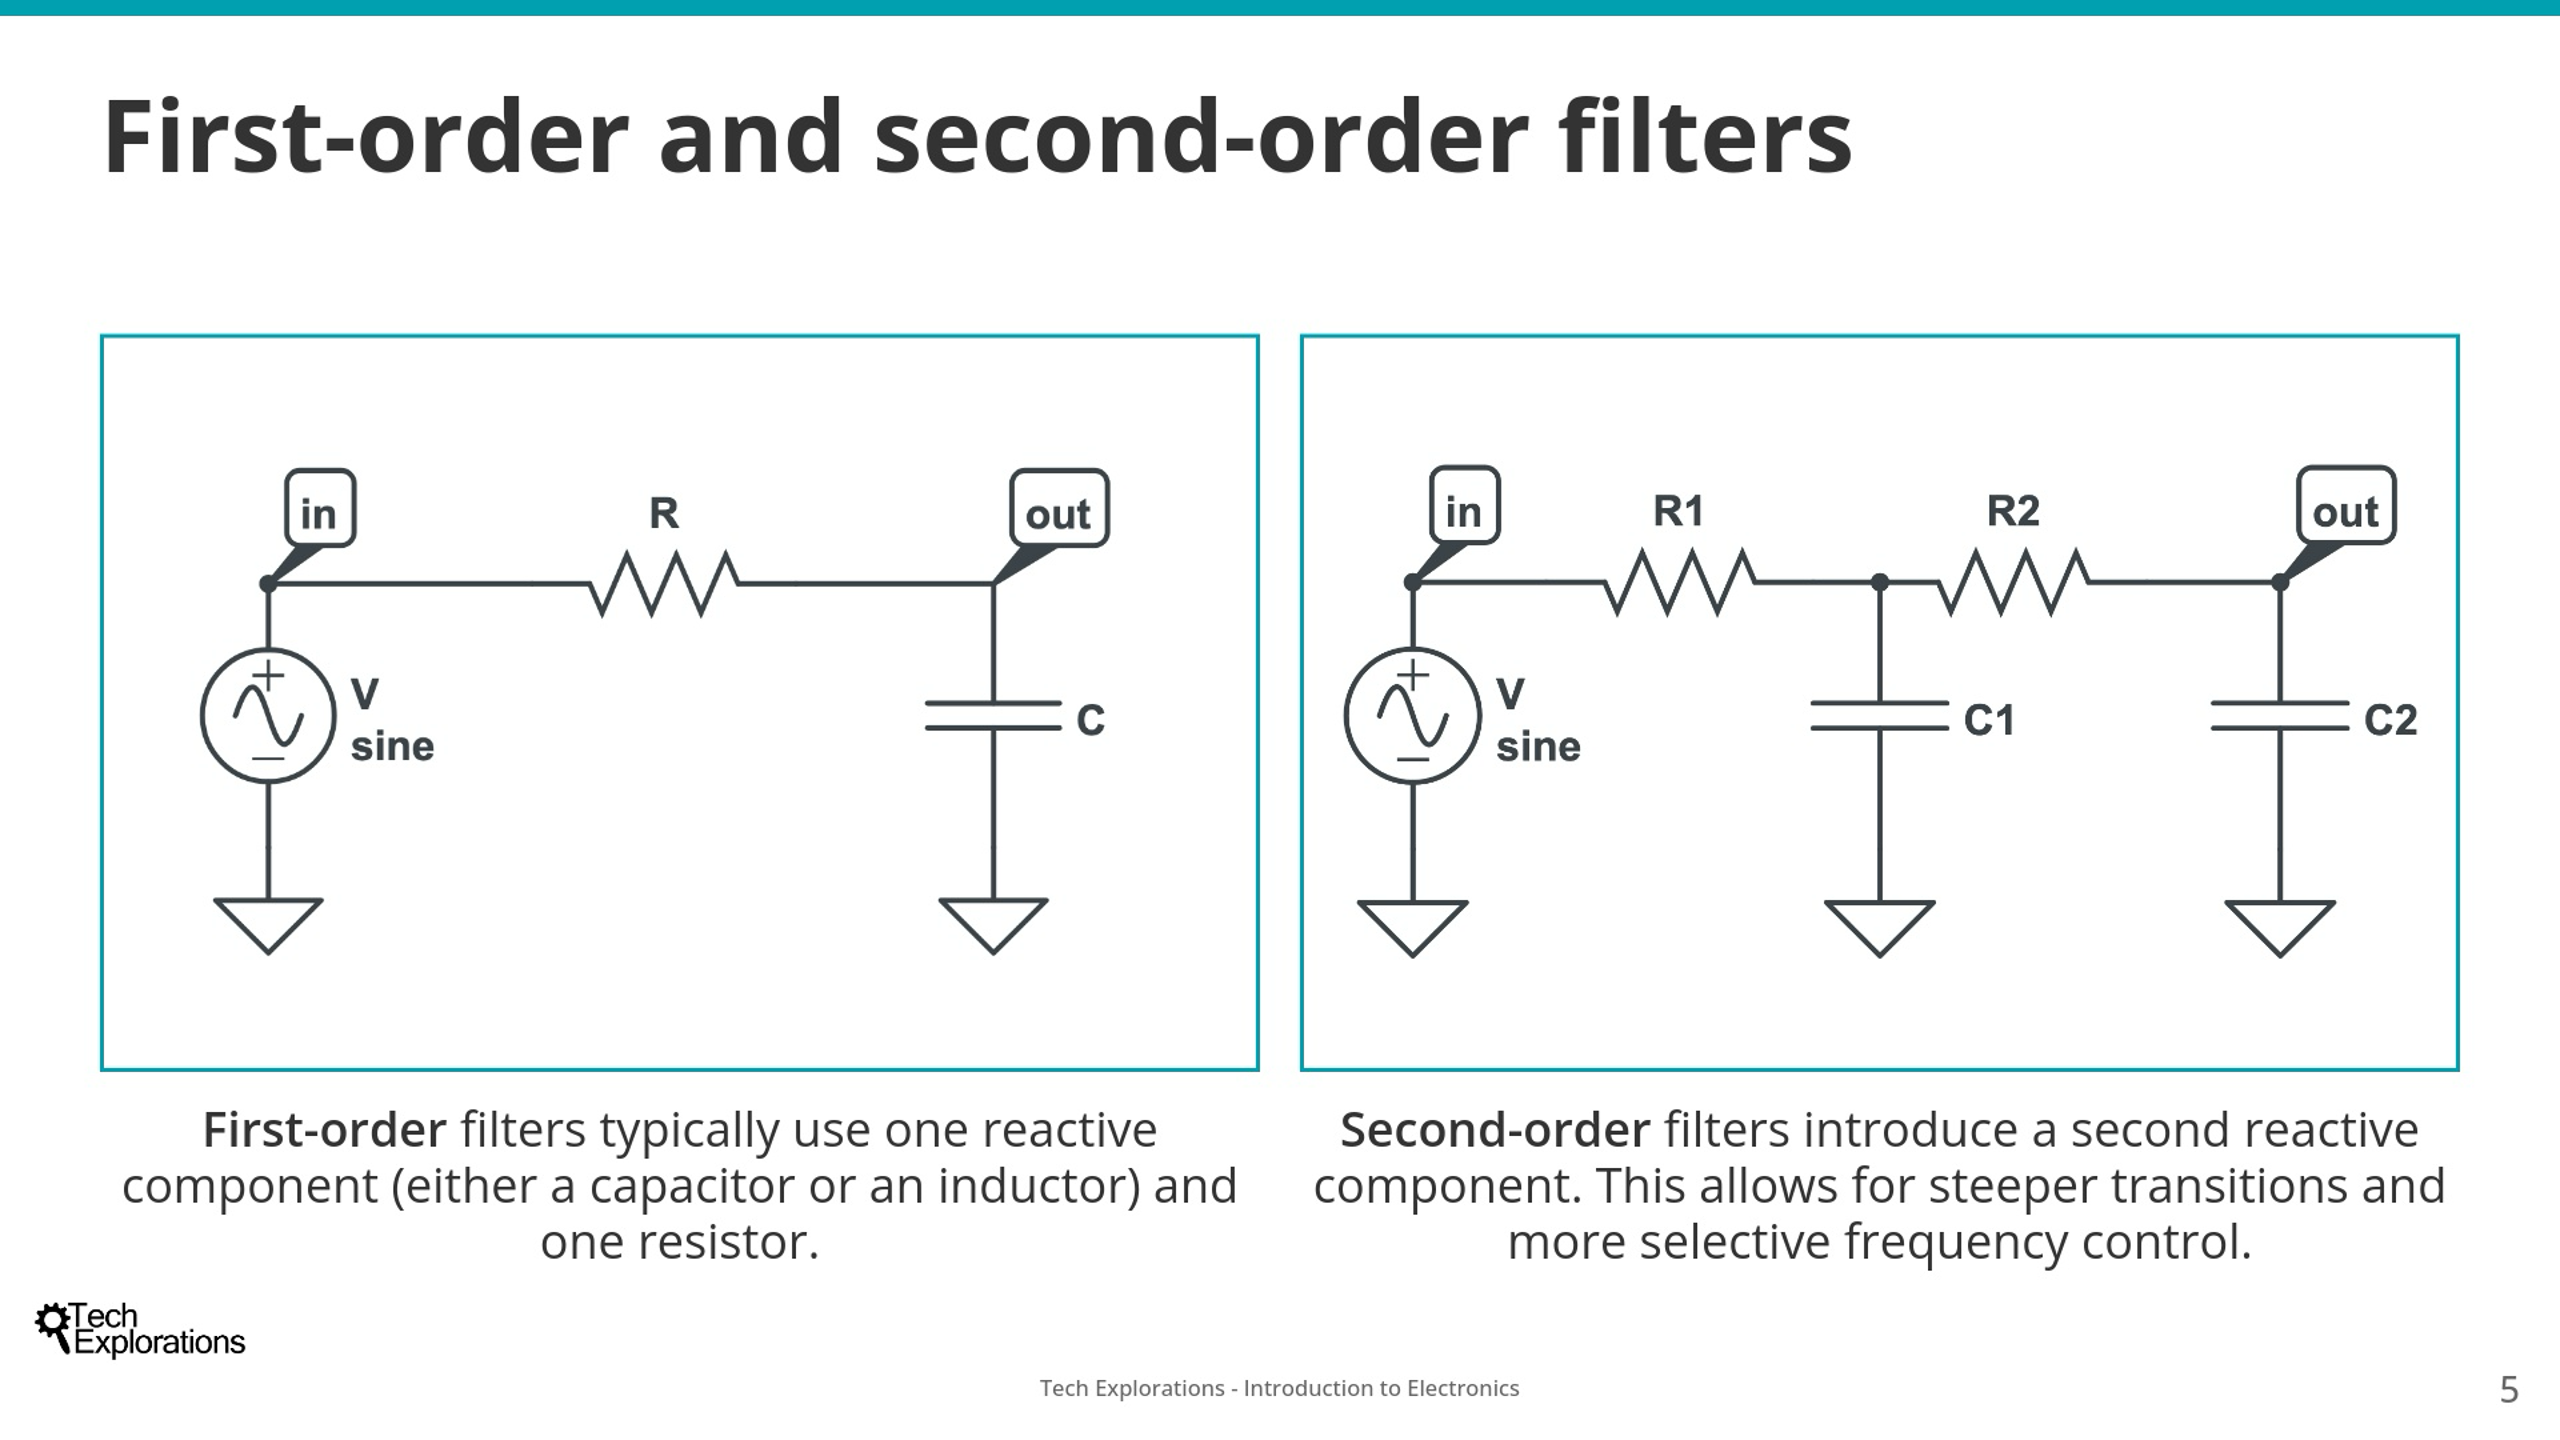 First-order and second-order filters
in
R
out
V
sine
C
in
R1
R2
out
V
sine
C1
C2
First-order filters typically use one reactive
component (either a capacitor or an inductor) and
one resistor.
Second-order filters introduce a second reactive
component. This allows for steeper transitions and
more selective frequency control.
Tech
Explorations
Tech Explorations - Introduction to Electronics
5